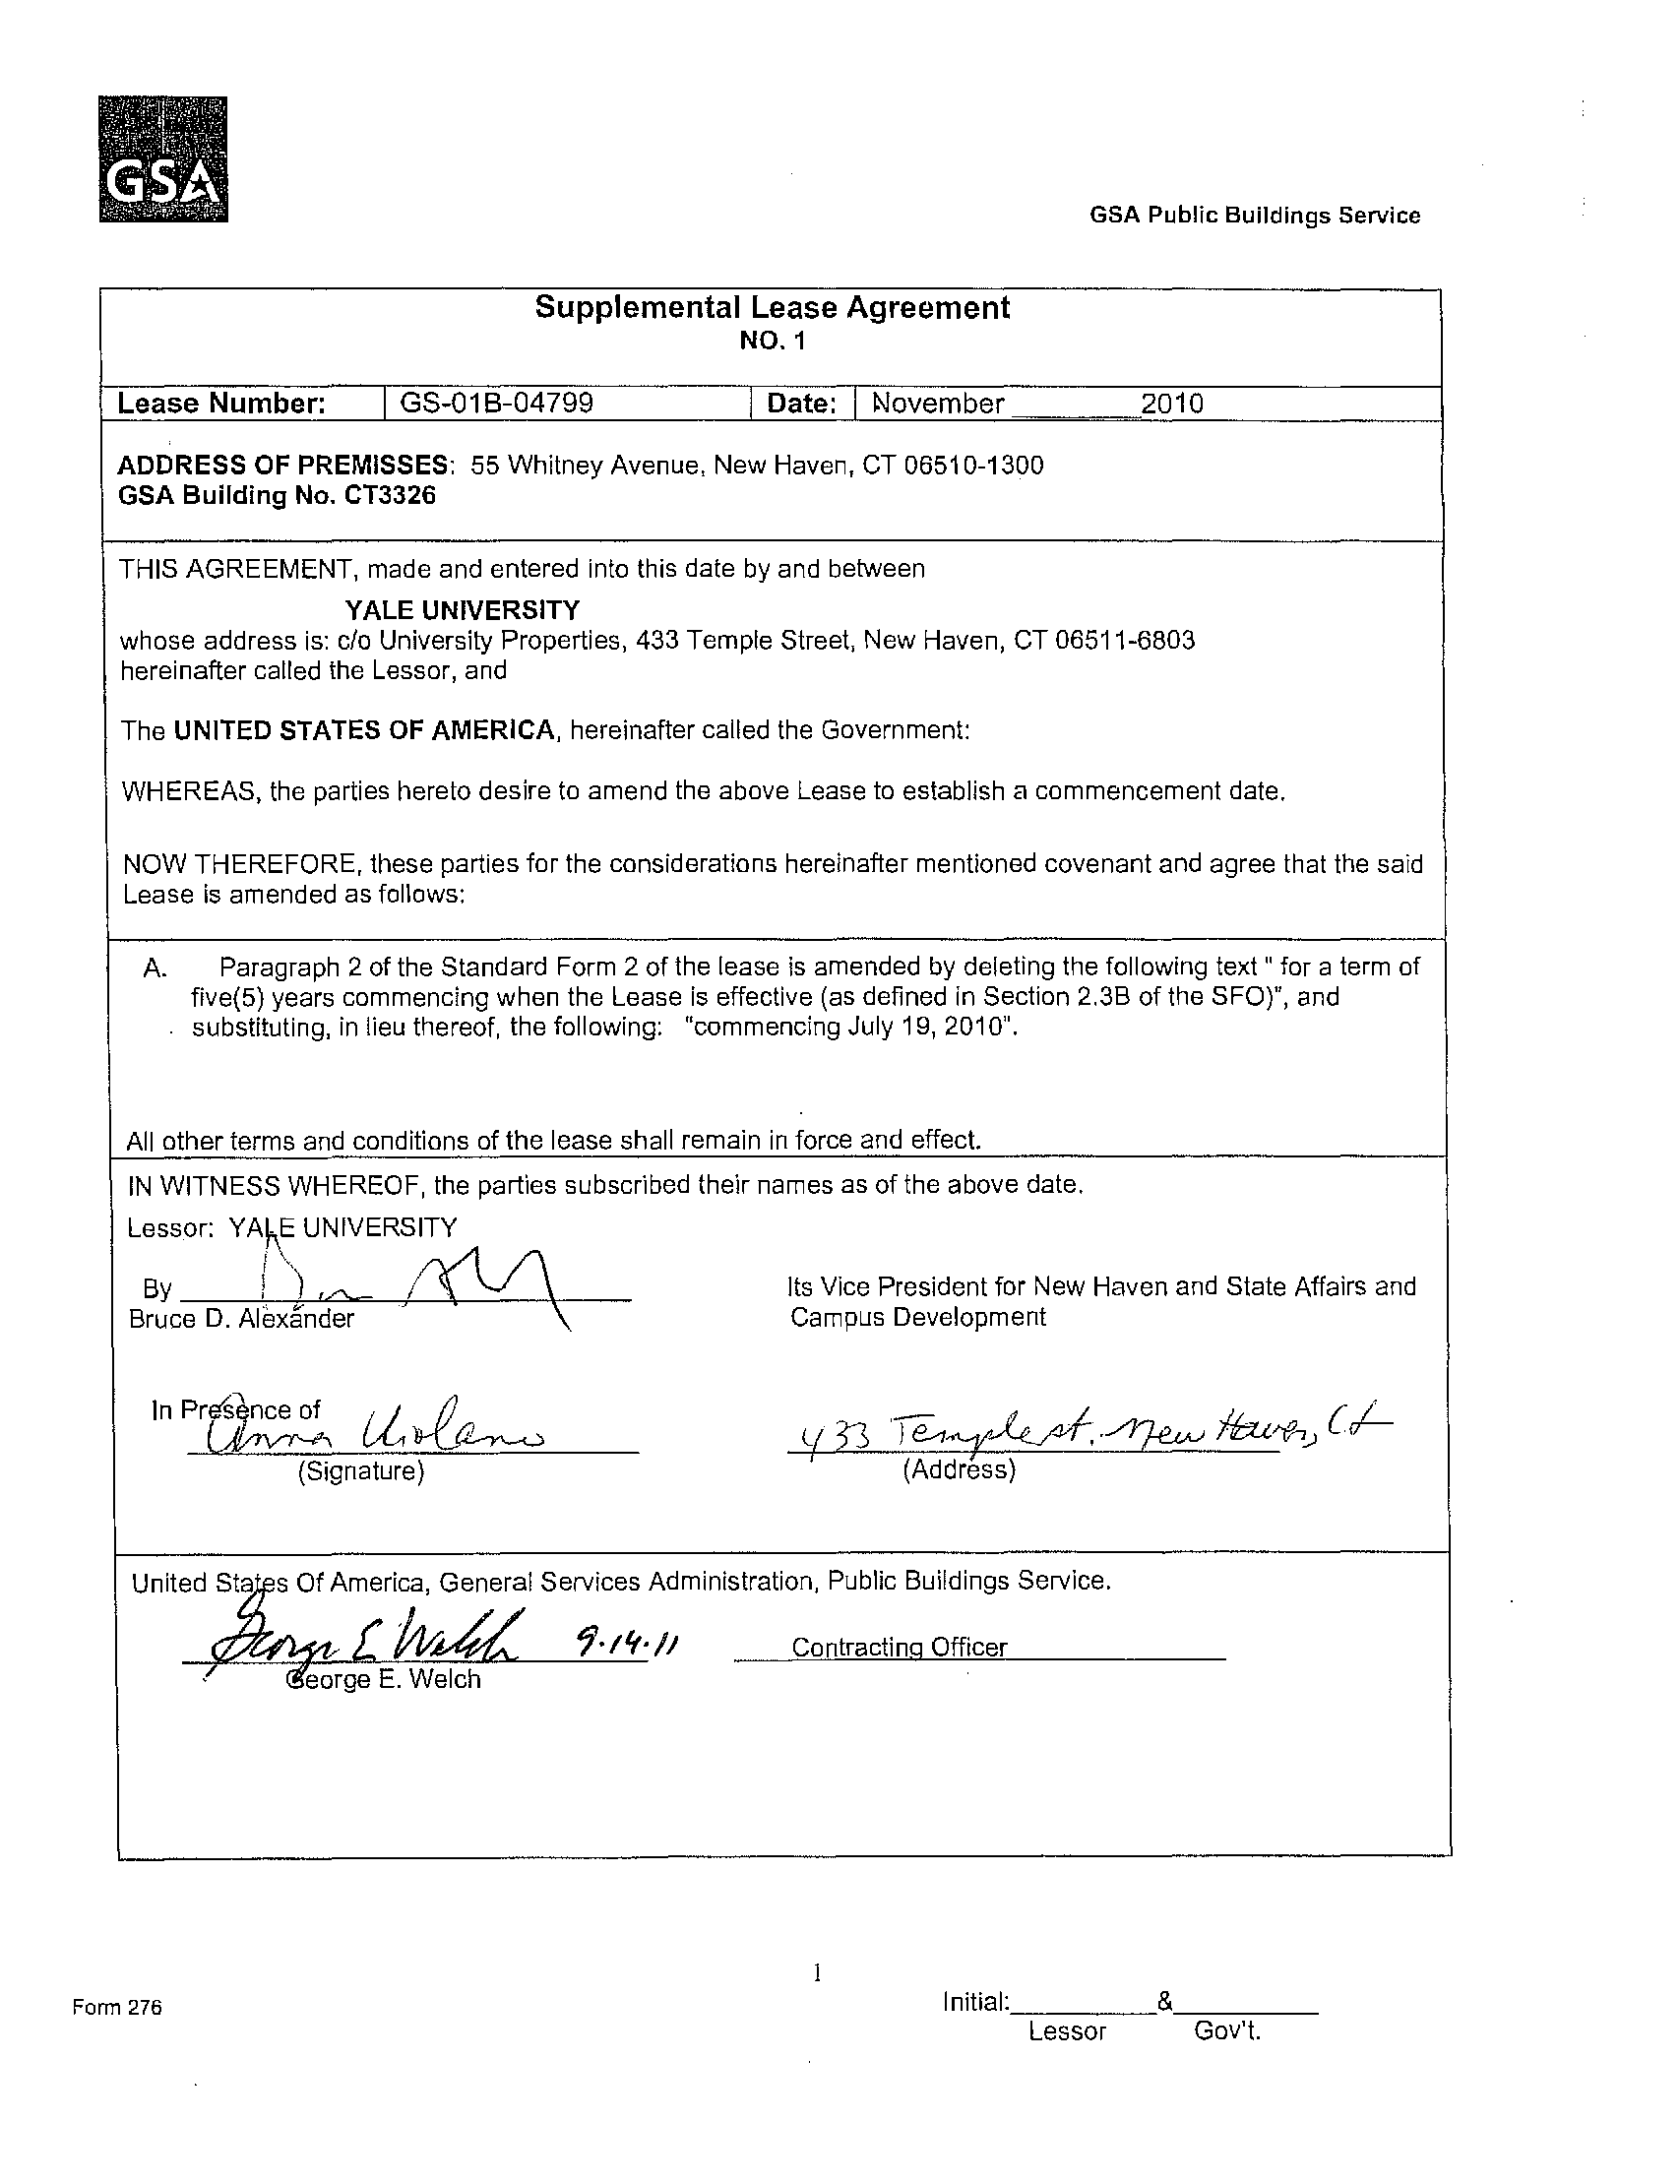 GSA
GSA Public Buildings Service
Supplemental Lease Agreement
NO. 1
Lease Number: GS-01B-04799 Date: November ______ 2010
ADDRESS OF PREMISSES: 55 Whitney Avenue, New Haven, CT 06510-1300
GSA Building No. CT3326
THIS AGREEMENT, made and entered into this date by and between
YALE UNIVERSITY
whose address is: c/o University Properties, 433 Temple Street, New Haven, CT 06511-6803
hereinafter called the Lessor, and
The UNITED STATES OF AMERICA, hereinafter called the Government:
WHEREAS, the parties hereto desire to amend the above Lease to establish a commencement date.
NOW THEREFORE, these parties for the considerations hereinafter mentioned covenant and agree that the said
Lease is amended as follows:
A. Paragraph 2 of the Standard Form 2 of the lease is amended by deleting the following text " for a term of
five(5) years commencing when the Lease is effective (as defined in Section 2.3B of the SFO)", and
substituting, in lieu thereof, the following: "commencing July 19, 2010".
All other terms and conditions of the lease shall remain in force and effect.
IN WITNESS WHEREOF, the parties subscribed their names as of the above date.
Lessor: YALE UNIVERSITY
By
Its Vice President for New Haven and State Affairs and
Bruce D. Alexander
Campus Development
In Presence of
Anna 433 Temple st. New Haven, Ct
(Signature) (Address)
United States Of America, General Services Administration, Public Buildings Service.
George E Welch 9.14.11 Contracting Officer
George E. Welch
1
Form 276
Initial:______&______
Lessor Gov't.